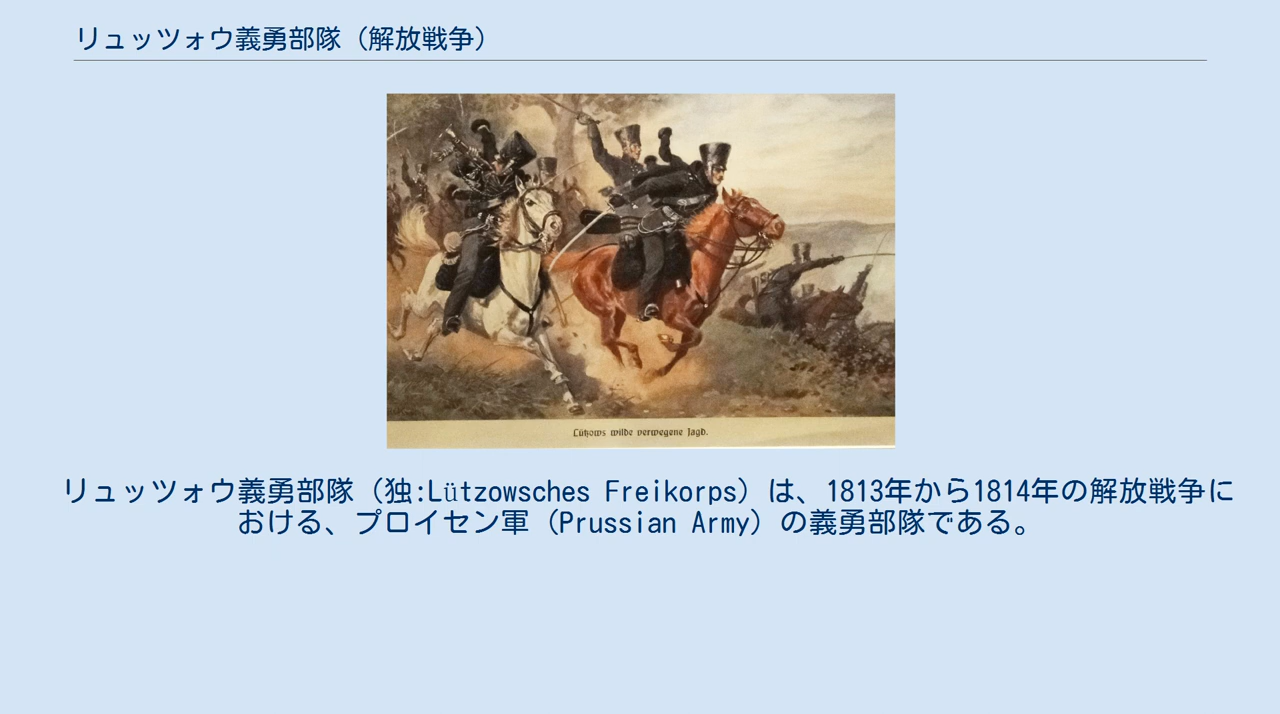 リュッツォウ義勇部隊（解放戦争）
Lützows wilde verwegene Jagd.
リュッツォウ義勇部隊（独:Lützowsches Freikorps）は、1813年から1814年の解放戦争に
おける、プロイセン軍（Prussian Army）の義勇部隊である。